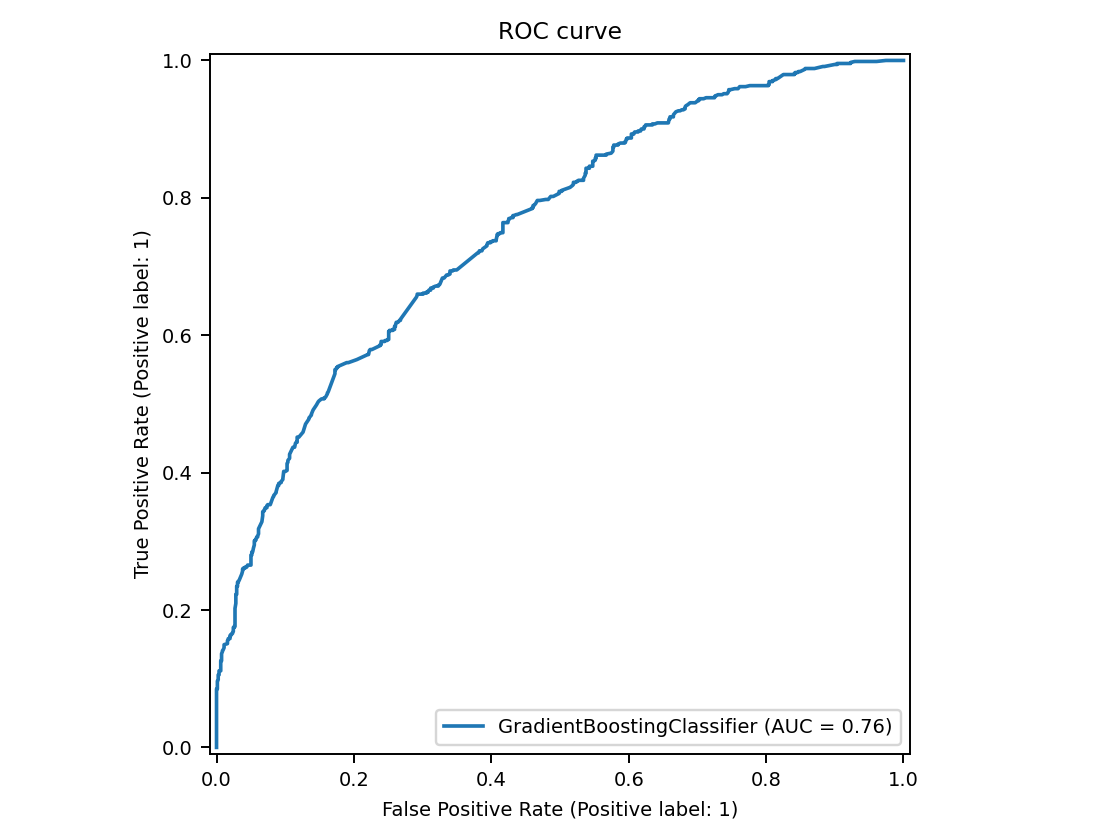 ROC curve
True Positive Rate (Positive label: 1)
1.0
0.8
0.6
0.4
0.2
0.0
GradientBoostingClassifier (AUC = 0.76)
0.0 0.2 0.4 0.6 0.8 1.0
False Positive Rate (Positive label: 1)